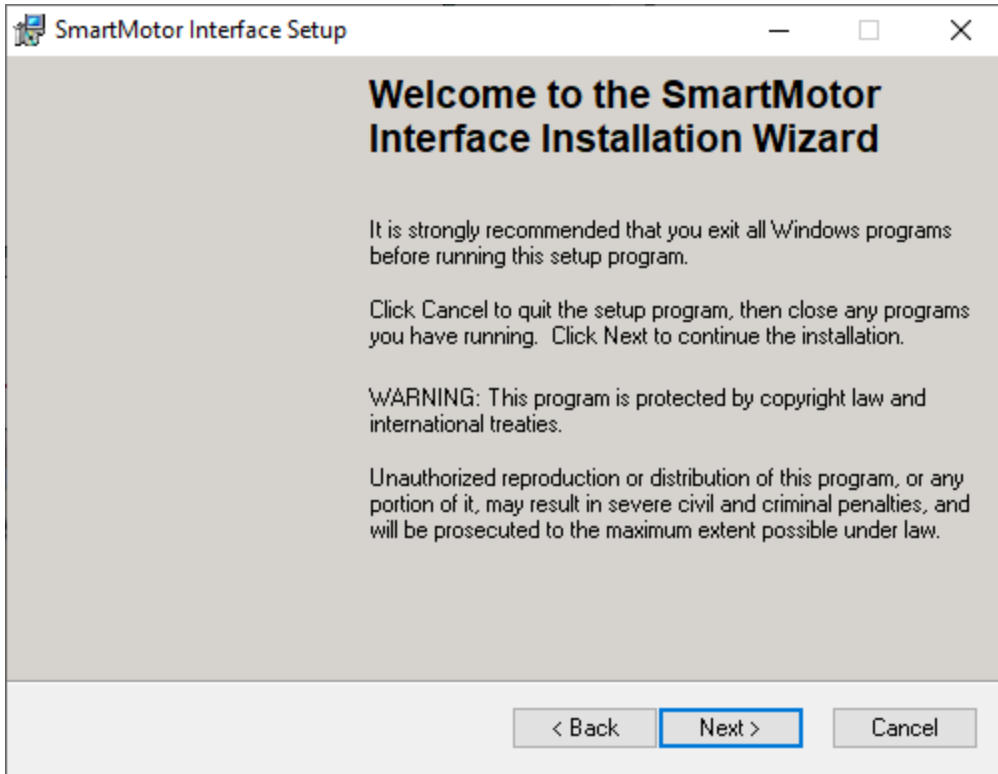 SmartMotor Interface Setup
Welcome to the SmartMotor
Interface Installation Wizard
It is strongly recommended that you exit all Windows programs
before running this setup program.
Click Cancel to quit the setup program, then close any programs
you have running.  Click Next to continue the installation.
WARNING: This program is protected by copyright law and
international treaties.
Unauthorized reproduction or distribution of this program, or any
portion of it, may result in severe civil and criminal penalties, and
will be prosecuted to the maximum extent possible under law.
< Back
Next >
Cancel